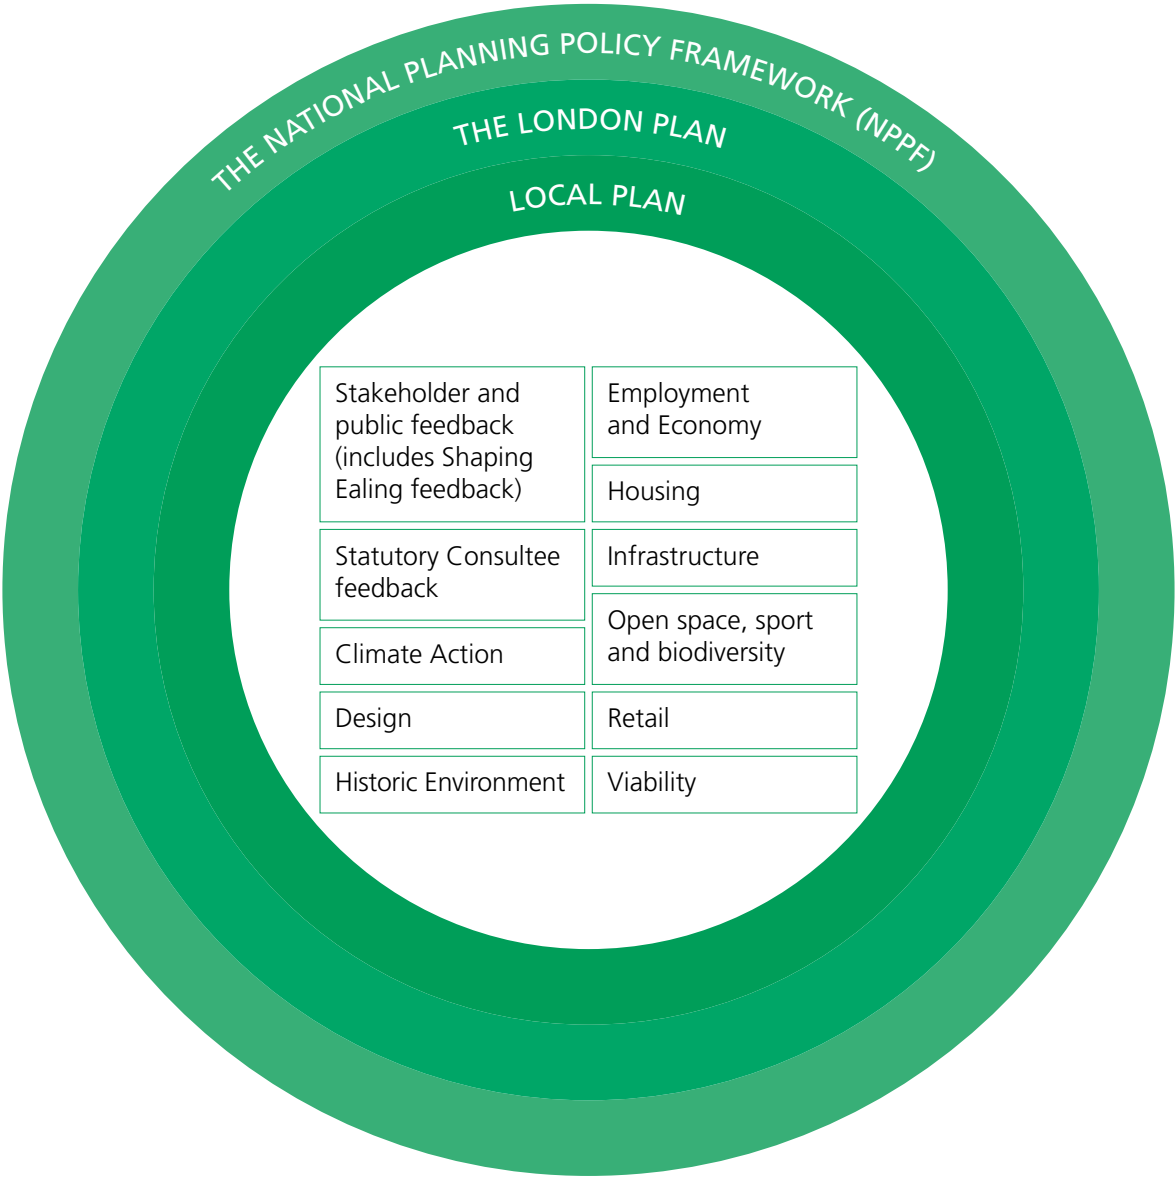 THE NATIONAL PLANNING POLICY FRAMEWORK (NPPF)
THE LONDON PLAN
LOCAL PLAN
Stakeholder and
public feedback
(includes Shaping
Ealing feedback)
Statutory Consultee
feedback
Climate Action
Design
Historic Environment
Employment
and Economy
Housing
Infrastructure
Open space, sport
and biodiversity
Retail
Viability